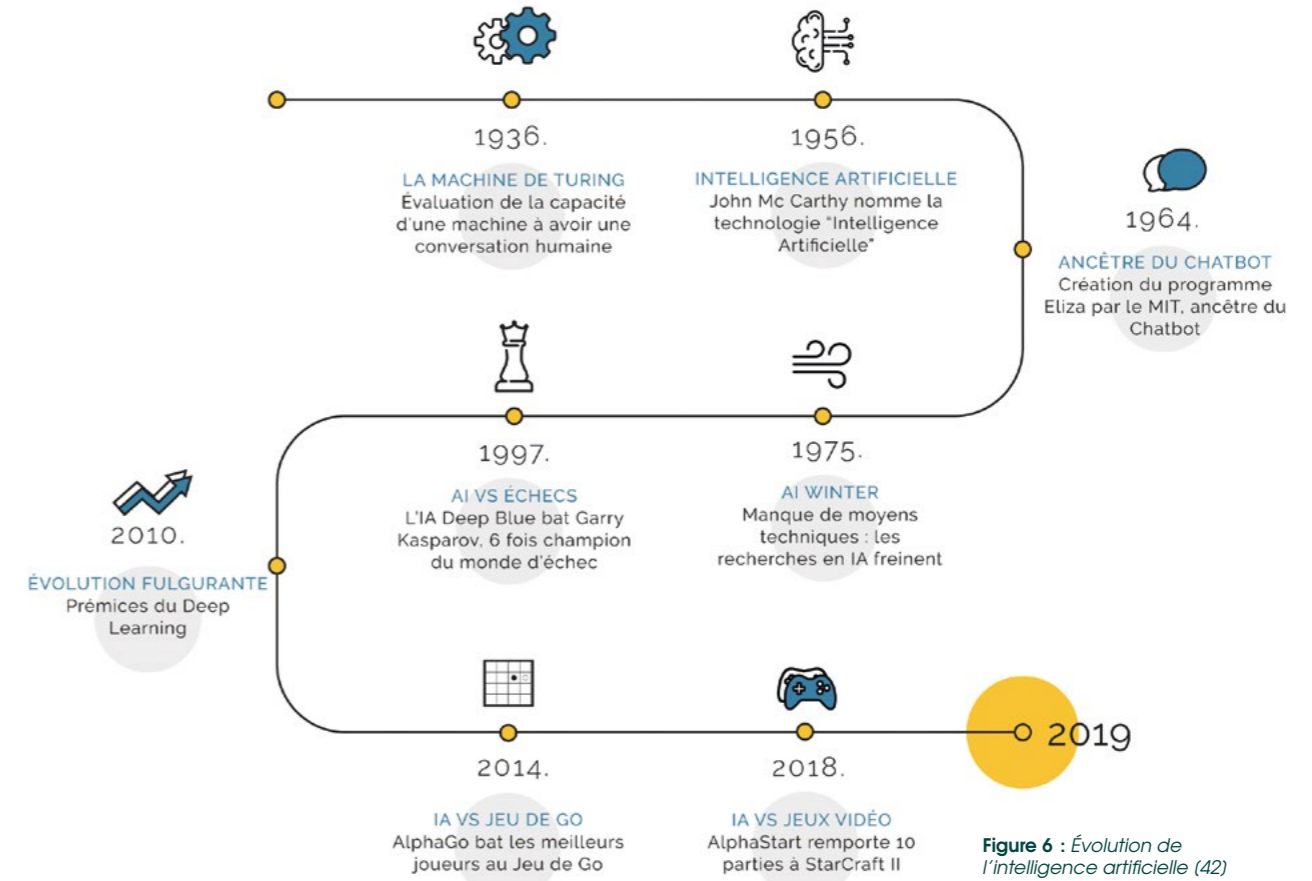 1936.
LA MACHINE DE TURING
Évaluation de la capacité
d'une machine à avoir une
conversation humaine
1956.
INTELLIGENCE ARTIFICIELLE
John Mc Carthy nomme la
technologie "Intelligence
Artificielle"
1964.
ANCÊTRE DU CHATBOT
Création du programme
Eliza par le MIT, ancêtre du
Chatbot
1975.
AI WINTER
Manque de moyens
techniques : les
recherches en IA freinent
1997.
AI VS ÉCHECS
L'IA Deep Blue bat Garry
Kasparov, 6 fois champion
du monde d'échec
2010.
ÉVOLUTION FULGURANTE
Prémices du Deep
Learning
2014.
IA VS JEU DE GO
AlphaGo bat les meilleurs
joueurs au Jeu de Go
2018.
IA VS JEUX VIDÉO
AlphaStart remporte 10
parties à StarCraft II
2019
Figure 6 : Évolution de
l'intelligence artificielle (42)